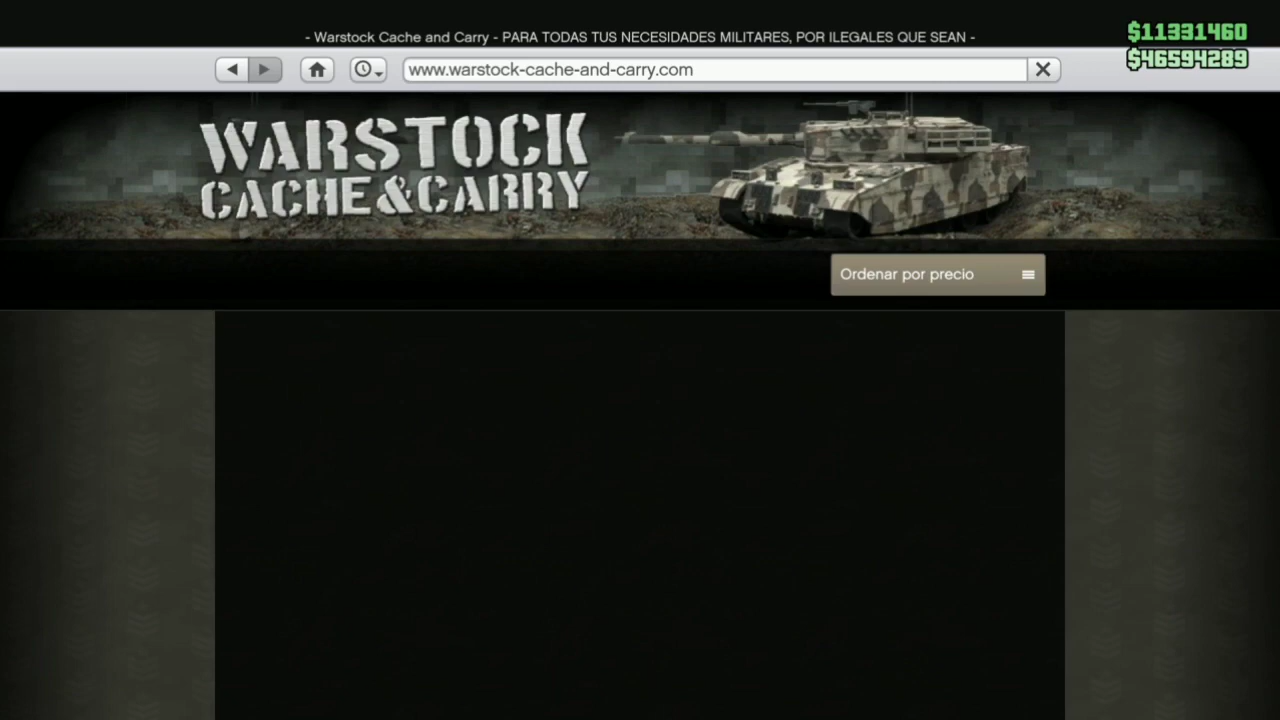 - Warstock Cache and Carry - PARA TODAS TUS NECESIDADES MILITARES, POR ILEGALES QUE SEAN -
$11331460
$46594289
www.warstock-cache-and-carry.com
WARSTOCK
CACHE&CARRY
Ordenar por precio